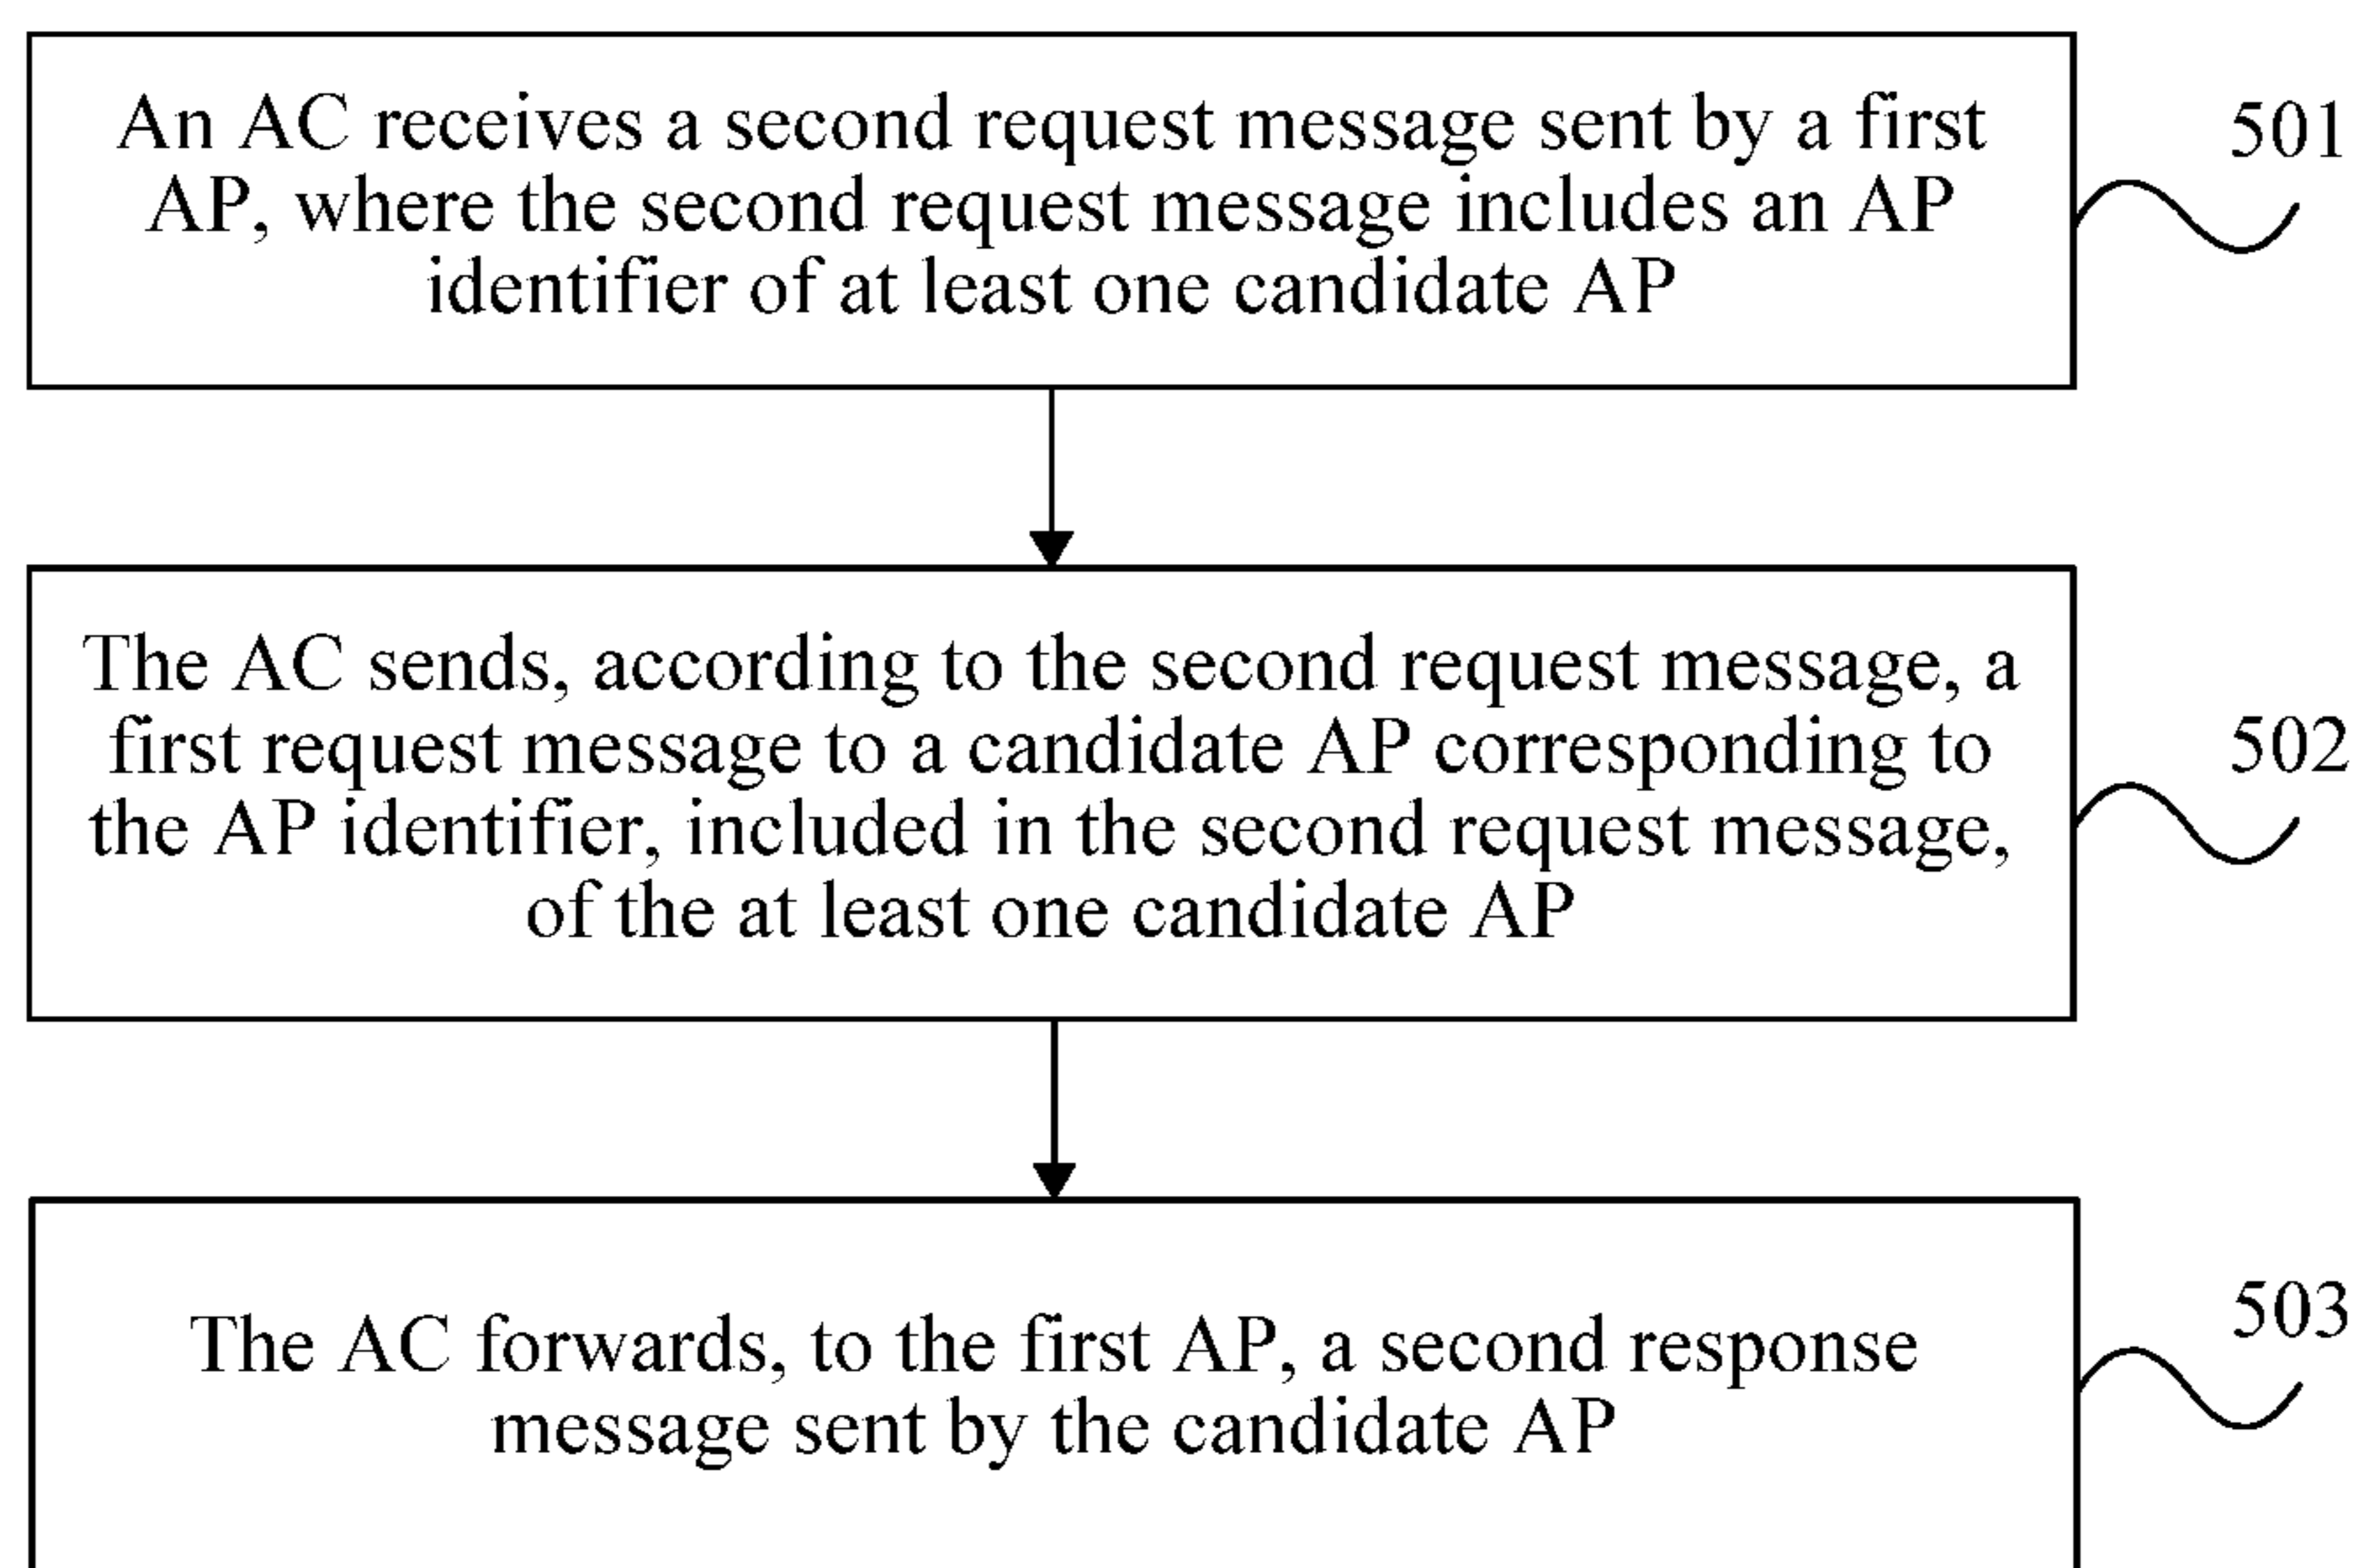 An AC receives a second request message sent by a first
AP, where the second request message includes an AP
identifier of at least one candidate AP
501
The AC sends, according to the second request message, a
first request message to a candidate AP corresponding to
the AP identifier, included in the second request message,
of the at least one candidate AP
502
The AC forwards, to the first AP, a second response
message sent by the candidate AP
503